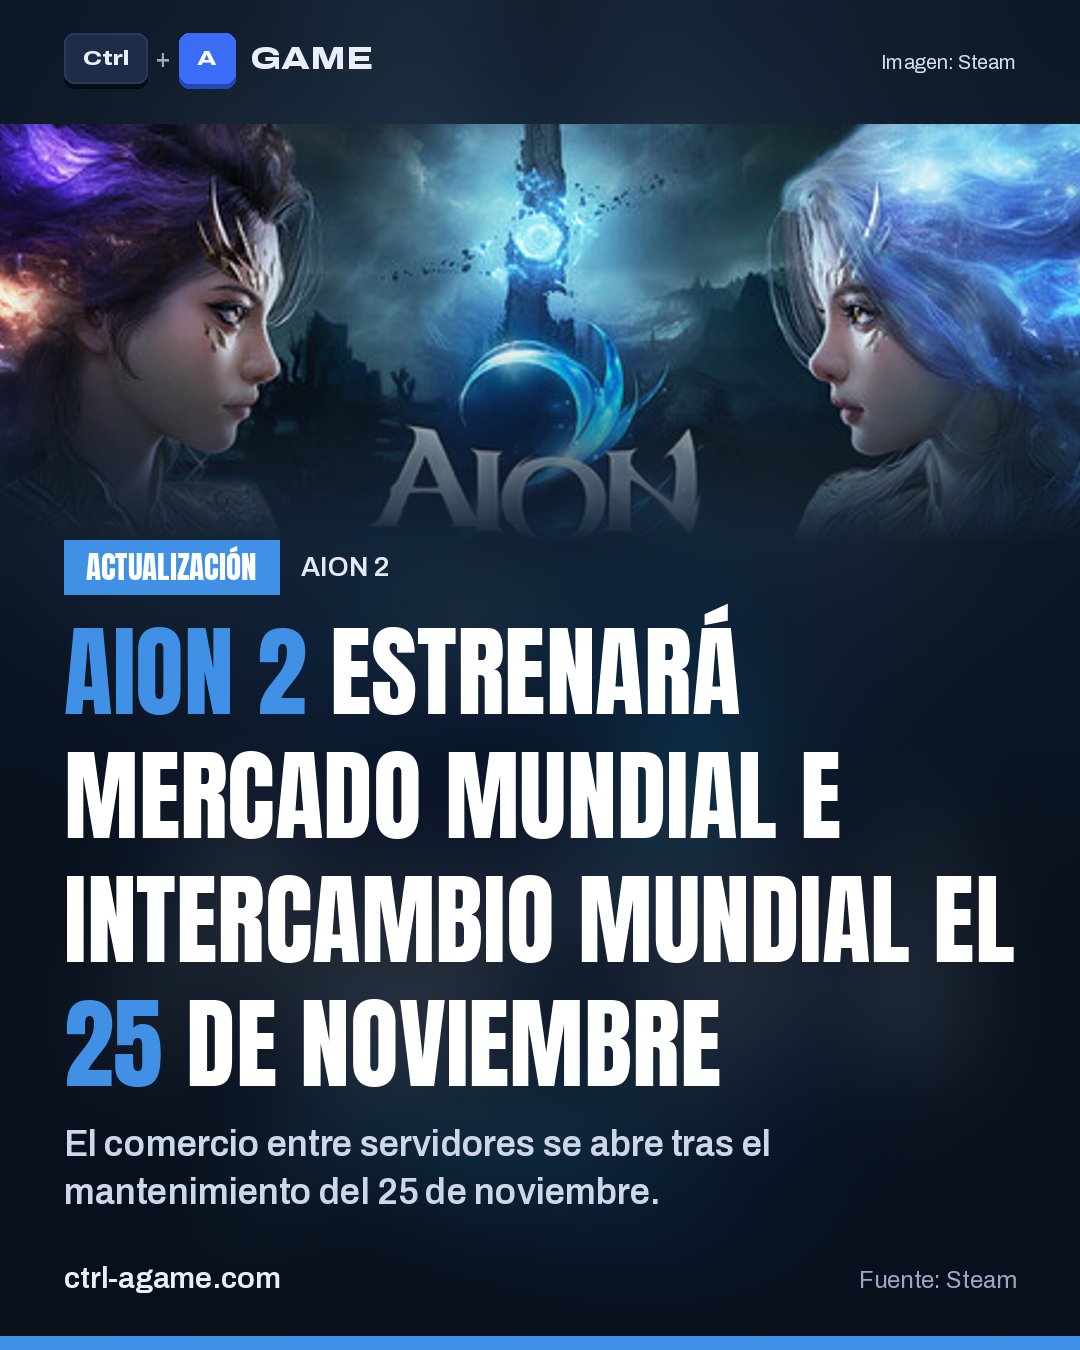 Ctrl + A GAME
Imagen: Steam
AION
ACTUALIZACIÓN AION 2
AION 2 ESTRENARÁ
MERCADO MUNDIAL E
INTERCAMBIO MUNDIAL EL
25 DE NOVIEMBRE
El comercio entre servidores se abre tras el
mantenimiento del 25 de noviembre.
ctrl-agame.com
Fuente: Steam